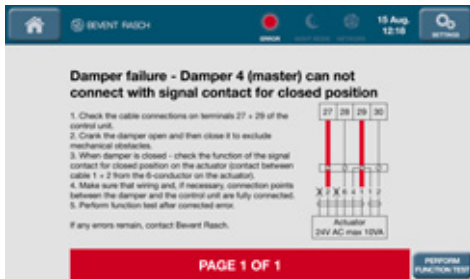 BEVENT RASCH
ERROR
NIGHT MODE
NETWORK
15 Aug.
12:18
SETTINGS
Damper failure - Damper 4 (master) can not
connect with signal contact for closed position
1. Check the cable connections on terminals 27 + 29 of the
control unit.
2. Crank the damper open and then close it to exclude
mechanical obstacles.
3. When damper is closed - check the function of the signal
contact for closed position on the actuator (contact between
cable 1 + 2 from the 6-conductor on the actuator).
4. Make sure that wiring and, if necessary, connection points
between the damper and the control unit are fully connected.
5. Perform function test after corrected error.
If any errors remain, contact Bevent Rasch.
27 28 29 30
Actuator
24V AC max 10VA
PAGE 1 OF 1
PERFORM
FUNCTION TEST